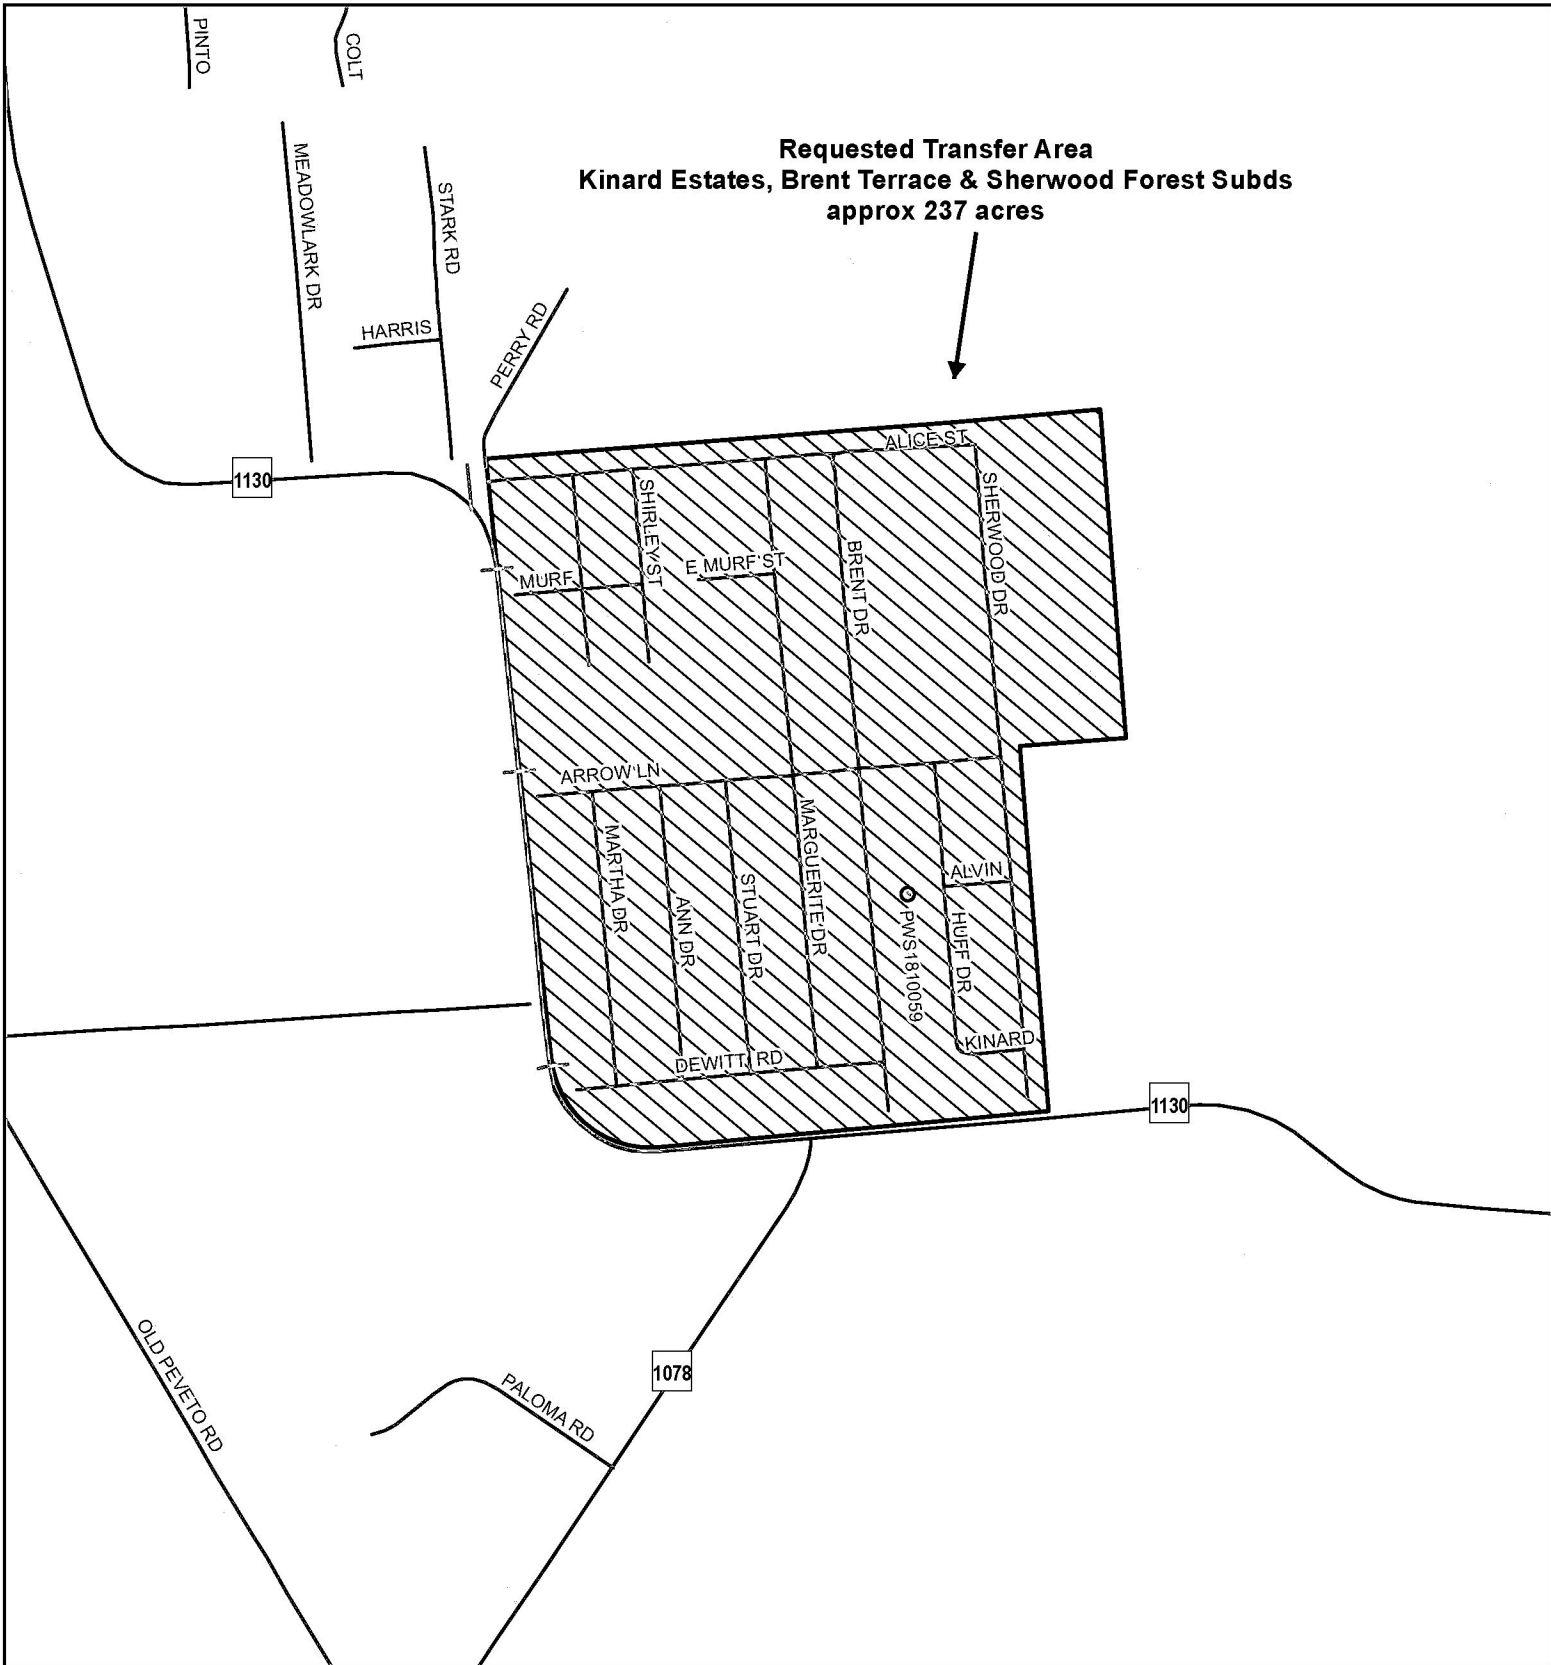 PINTO
COLT
Requested Transfer Area
Kinard Estates, Brent Terrace & Sherwood Forest Subds
approx 237 acres
MEADOWLARK DR
STARK RD
HARRIS
PERRY RD
ALICE ST
1130
SHIRLEY ST
SHERWOOD DR
E MURF ST
BRENT DR
MURF
ARROW LN
MARTHA DR
ANN DR
STUART DR
MARGUERITE DR
ALVIN
HUFF DR
PWS1810059
KINARD
DEWITT RD
1130
OLD PEVETO RD
1078
PALOMA RD